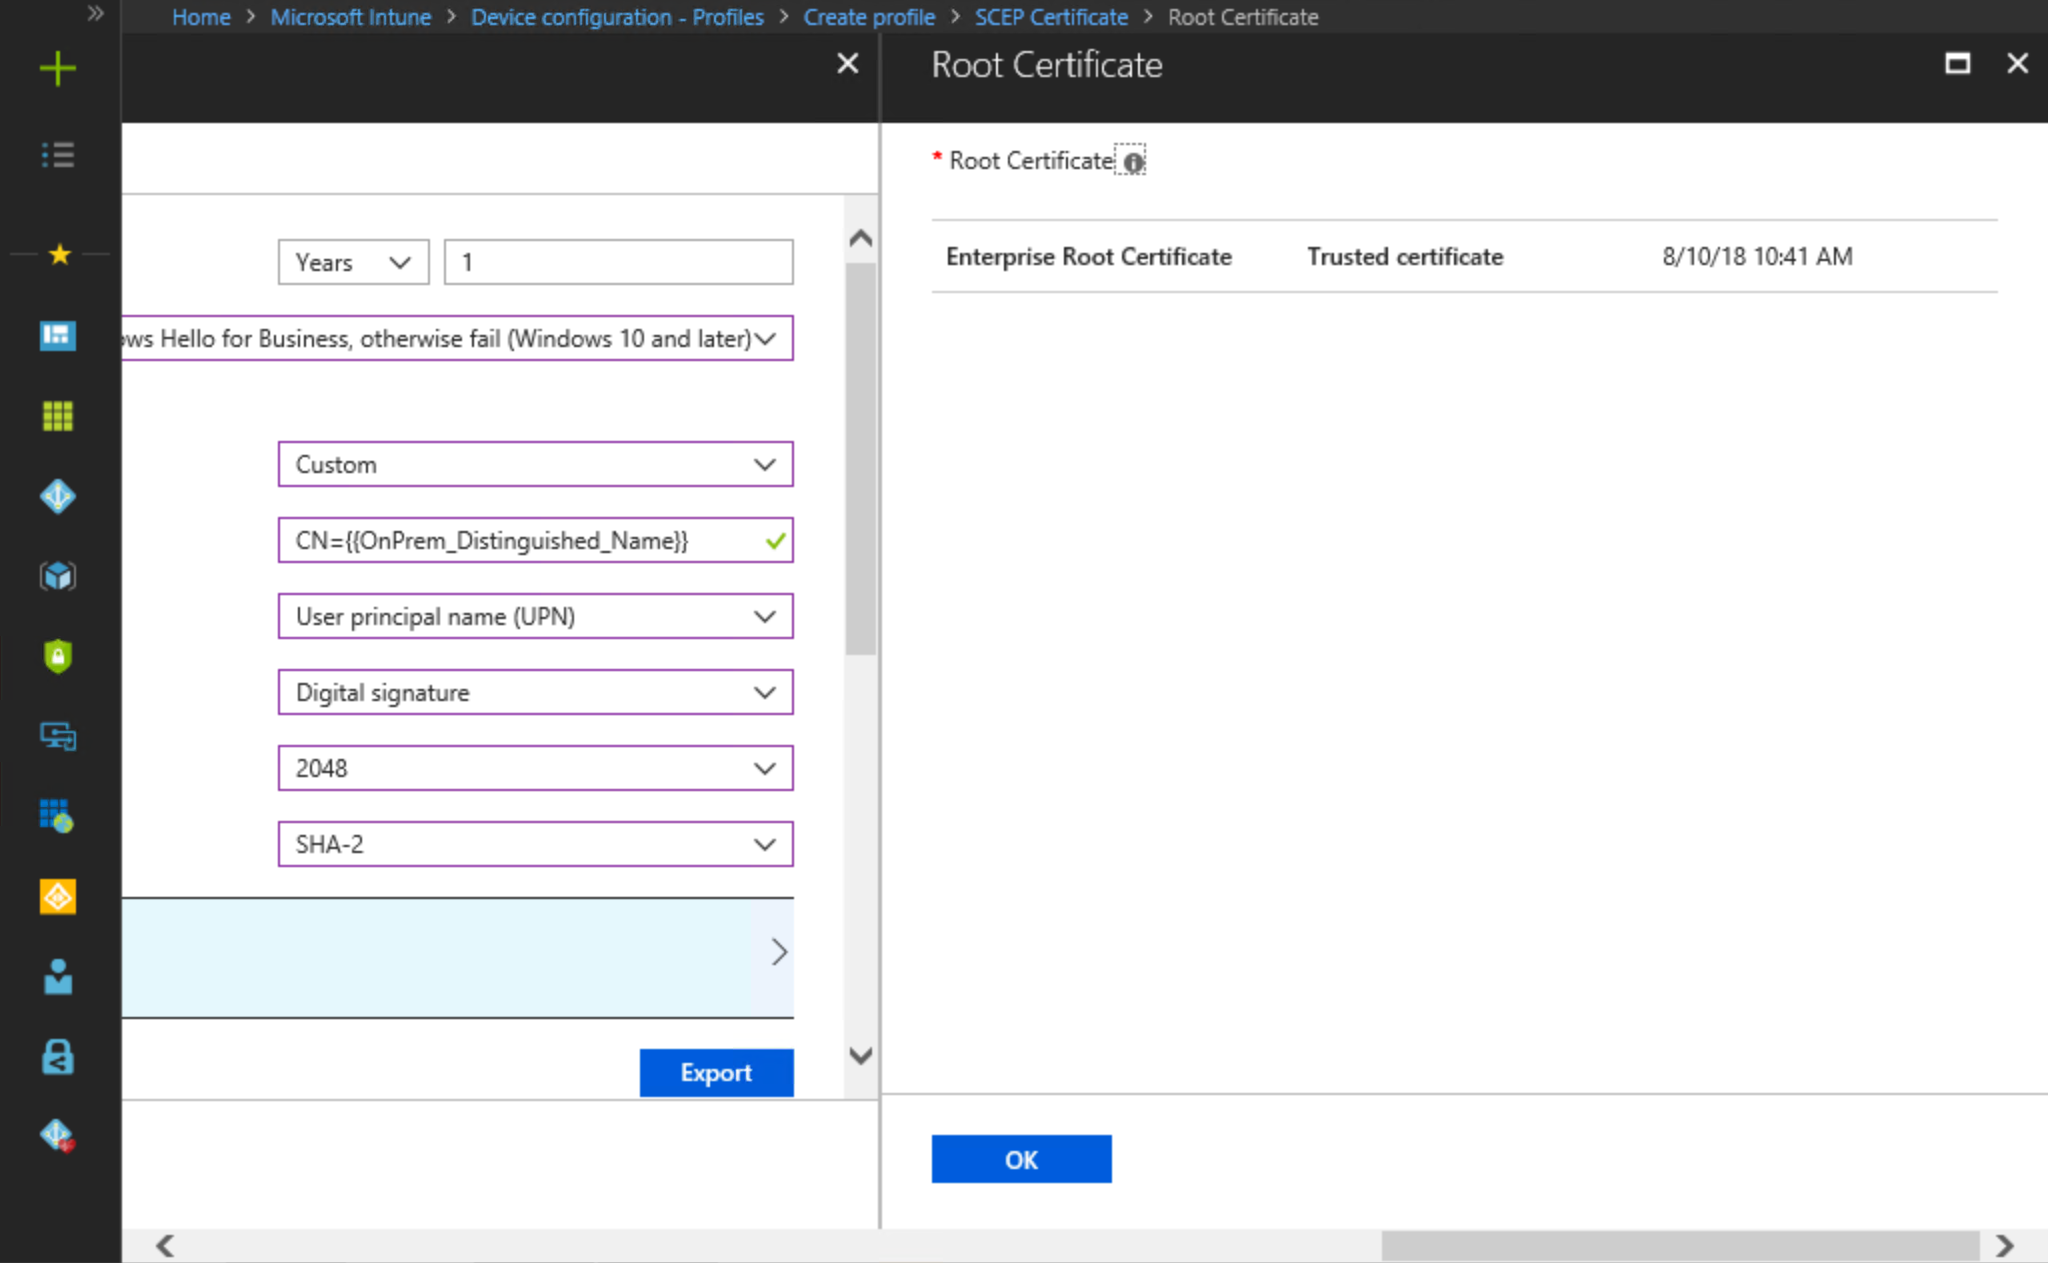 Home > Microsoft Intune > Device configuration - Profiles > Create profile > SCEP Certificate > Root Certificate
Root Certificate
* Root Certificate
Enterprise Root Certificate Trusted certificate 8/10/18 10:41 AM
OK
Years 1
Hello for Business, otherwise fail (Windows 10 and later)
Custom
CN={{OnPrem_Distinguished_Name}}
User principal name (UPN)
Digital signature
2048
SHA-2
Export